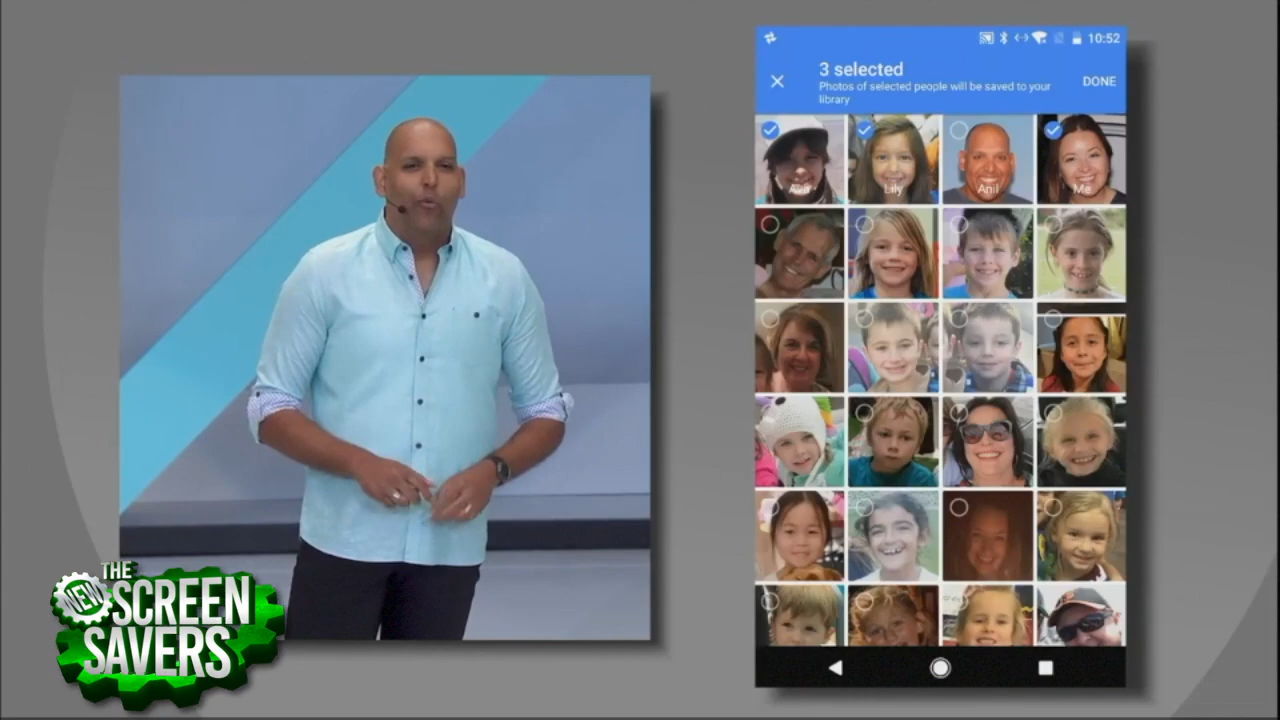 10:52
3 selected
Photos of selected people will be saved to your
library
DONE
Lily
Anil
Me
THE
NEW
SCREEN
SAVERS